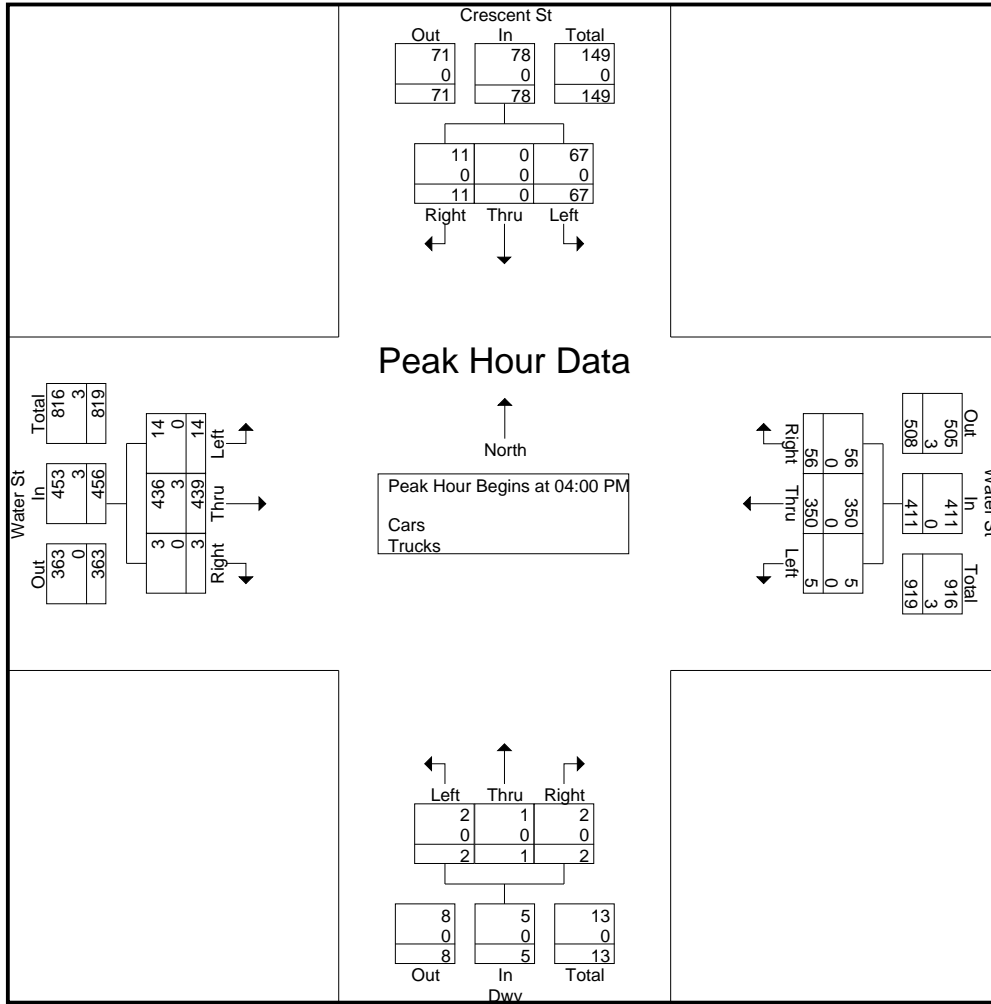 Crescent St
Out In Total
71 78 149
0 0 0
71 78 149
11 0 67
0 0 0
11 0 67
Right Thru Left
Peak Hour Data
North
Peak Hour Begins at 04:00 PM
Cars
Trucks
Water St
Total In Out
816 453 363
3 3 0
819 456 363
14 436 3
0 3 0
14 439 3
Left Thru Right
Water St
Out In Total
505 411 916
3 0 3
508 411 919
56 350 5
0 0 0
56 350 5
Right Thru Left
Left Thru Right
2 1 2
0 0 0
2 1 2
8 5 13
0 0 0
8 5 13
Out In Total
Dwy